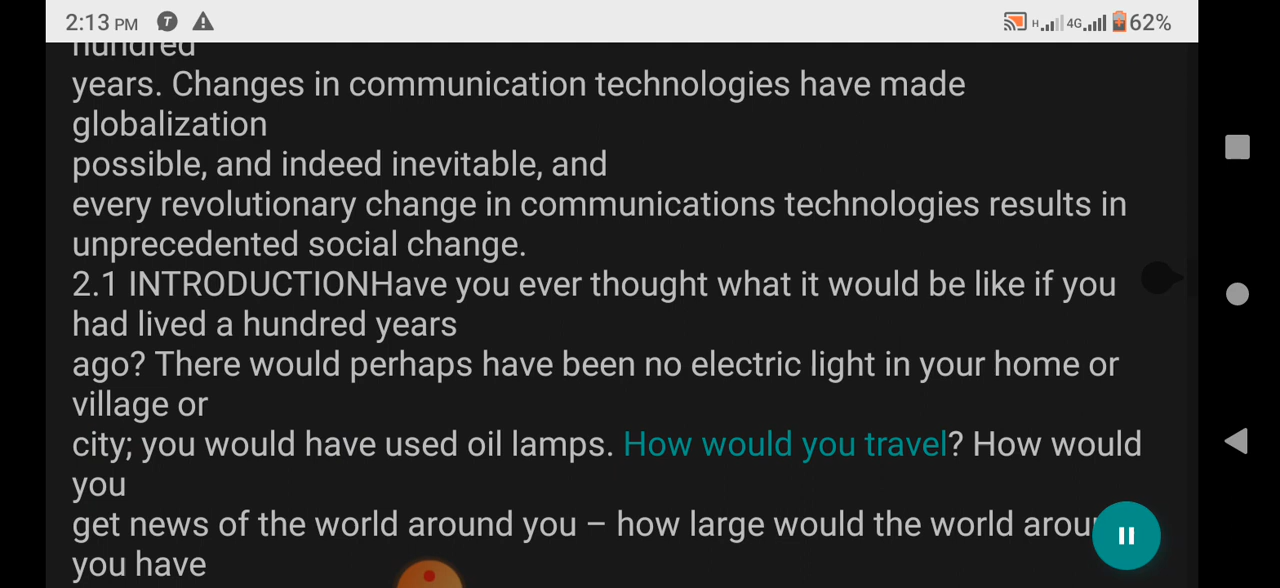 2:13 PM
H 4G 62%
hundred
years. Changes in communication technologies have made
globalization
possible, and indeed inevitable, and
every revolutionary change in communications technologies results in
unprecedented social change.
2.1 INTRODUCTIONHave you ever thought what it would be like if you
had lived a hundred years
ago? There would perhaps have been no electric light in your home or
village or
city; you would have used oil lamps. How would you travel? How would
you
get news of the world around you – how large would the world
you have